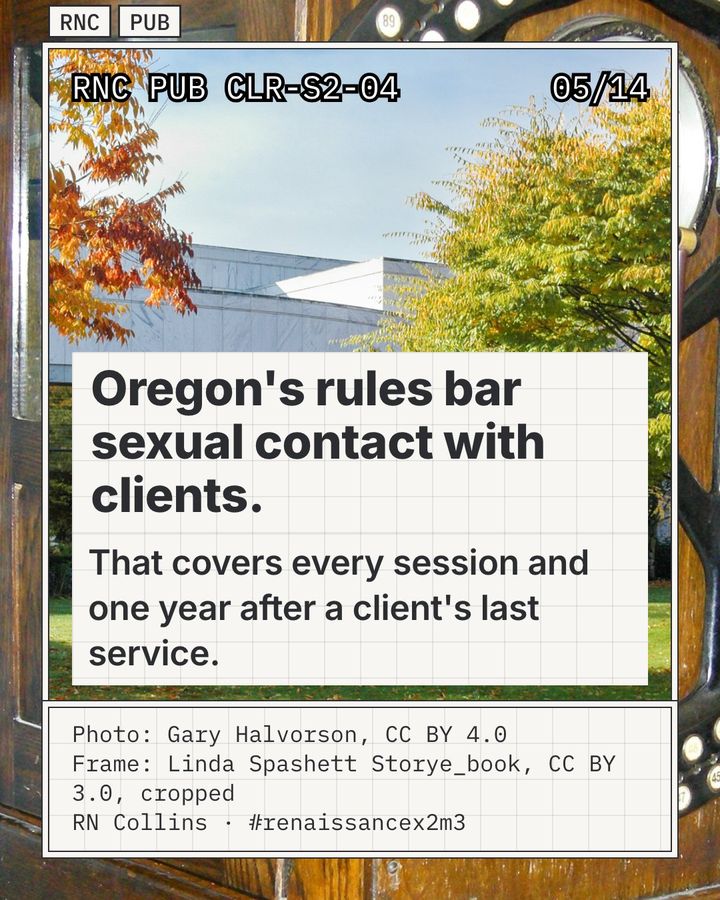 RNC PUB
RNC PUB CLR-S2-04 05/14
Oregon's rules bar
sexual contact with
clients.
That covers every session and
one year after a client's last
service.
Photo: Gary Halvorson, CC BY 4.0
Frame: Linda Spashett Storye_book, CC BY
3.0, cropped
RN Collins · #renaissancex2m3
89